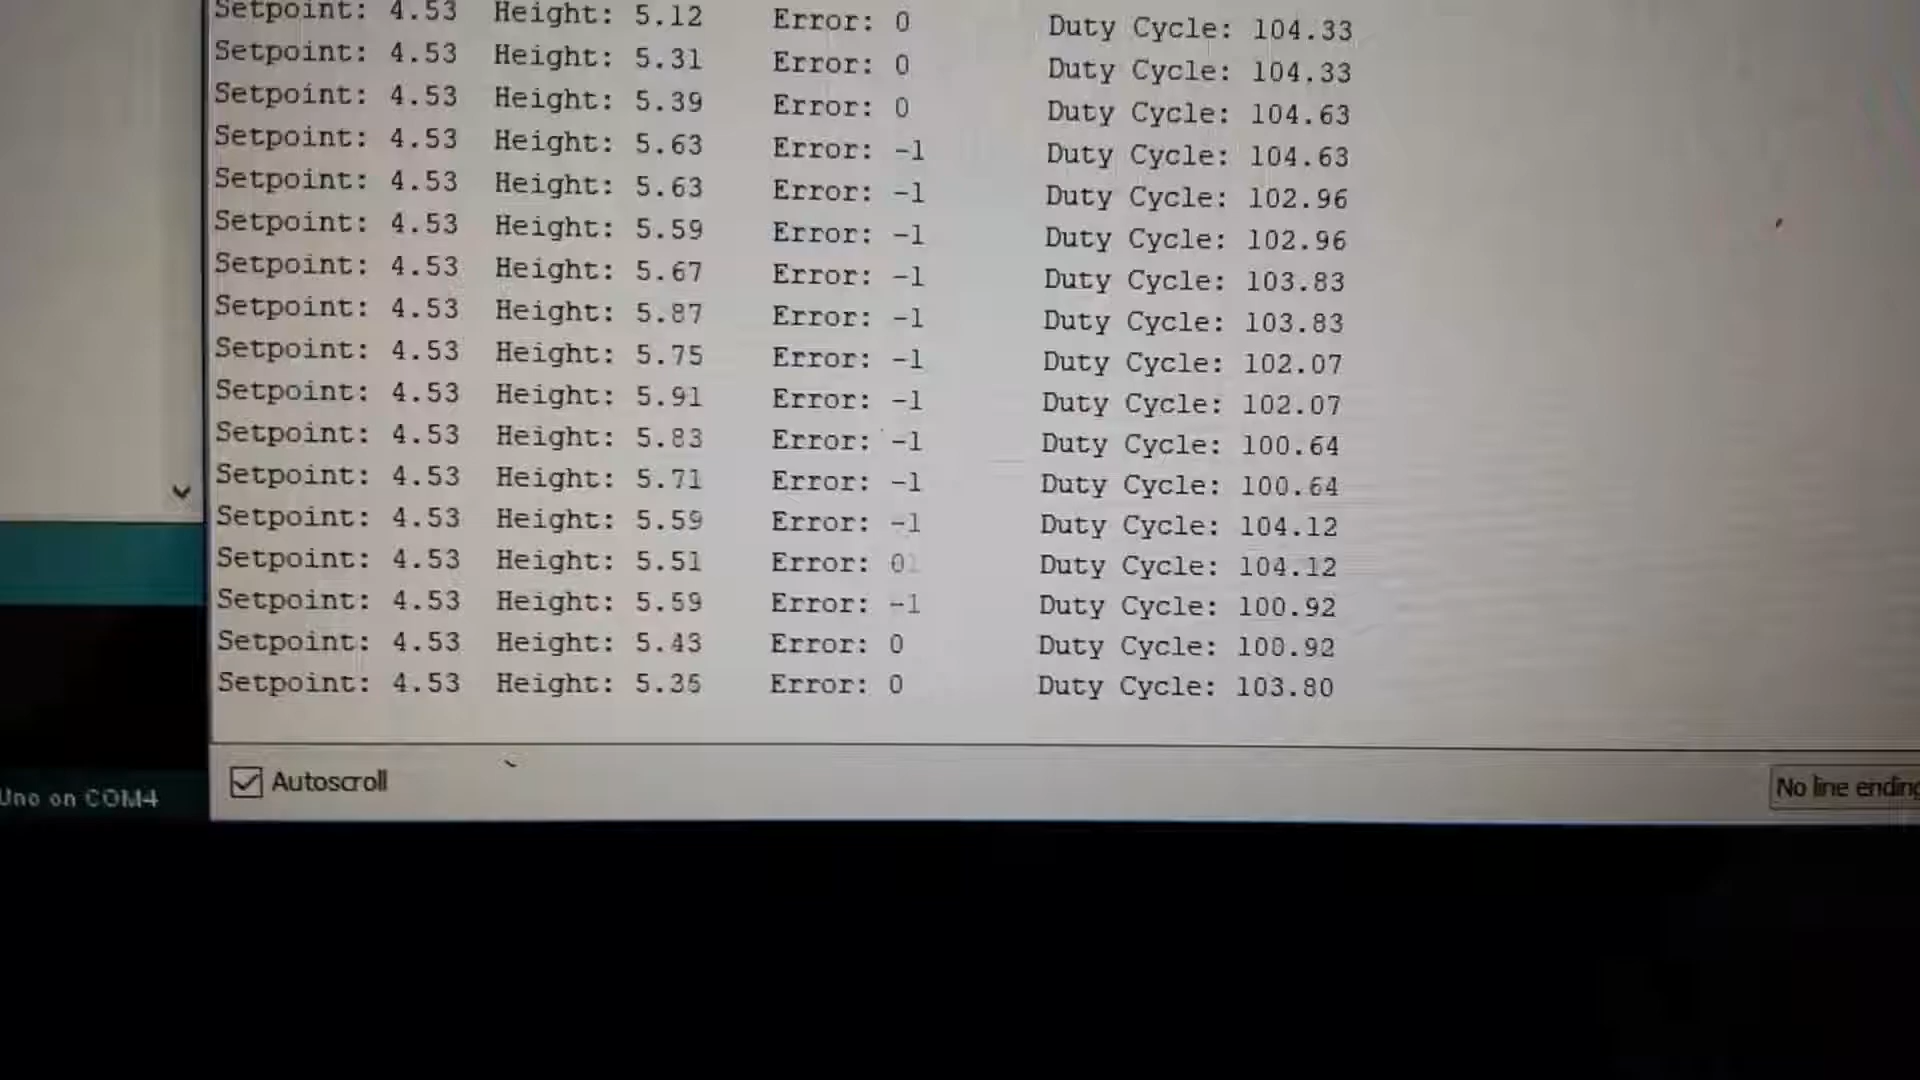 Setpoint: 4.53 Height: 5.12 Error: 0 Duty Cycle: 104.33
Setpoint: 4.53 Height: 5.31 Error: 0 Duty Cycle: 104.33
Setpoint: 4.53 Height: 5.39 Error: 0 Duty Cycle: 104.63
Setpoint: 4.53 Height: 5.63 Error: -1 Duty Cycle: 104.63
Setpoint: 4.53 Height: 5.63 Error: -1 Duty Cycle: 102.96
Setpoint: 4.53 Height: 5.59 Error: -1 Duty Cycle: 102.96
Setpoint: 4.53 Height: 5.67 Error: -1 Duty Cycle: 103.83
Setpoint: 4.53 Height: 5.87 Error: -1 Duty Cycle: 103.83
Setpoint: 4.53 Height: 5.75 Error: -1 Duty Cycle: 102.07
Setpoint: 4.53 Height: 5.91 Error: -1 Duty Cycle: 102.07
Setpoint: 4.53 Height: 5.83 Error: -1 Duty Cycle: 100.64
Setpoint: 4.53 Height: 5.71 Error: -1 Duty Cycle: 100.64
Setpoint: 4.53 Height: 5.59 Error: -1 Duty Cycle: 104.12
Setpoint: 4.53 Height: 5.51 Error: Duty Cycle: 104.12
Setpoint: 4.53 Height: 5.59 Error: -1 Duty Cycle: 100.92
Setpoint: 4.53 Height: 5.43 Error: 0 Duty Cycle: 100.92
Setpoint: 4.53 Height: 5.35 Error: 0 Duty Cycle: 103.80
Autoscroll
No line ending
Uno on COM4